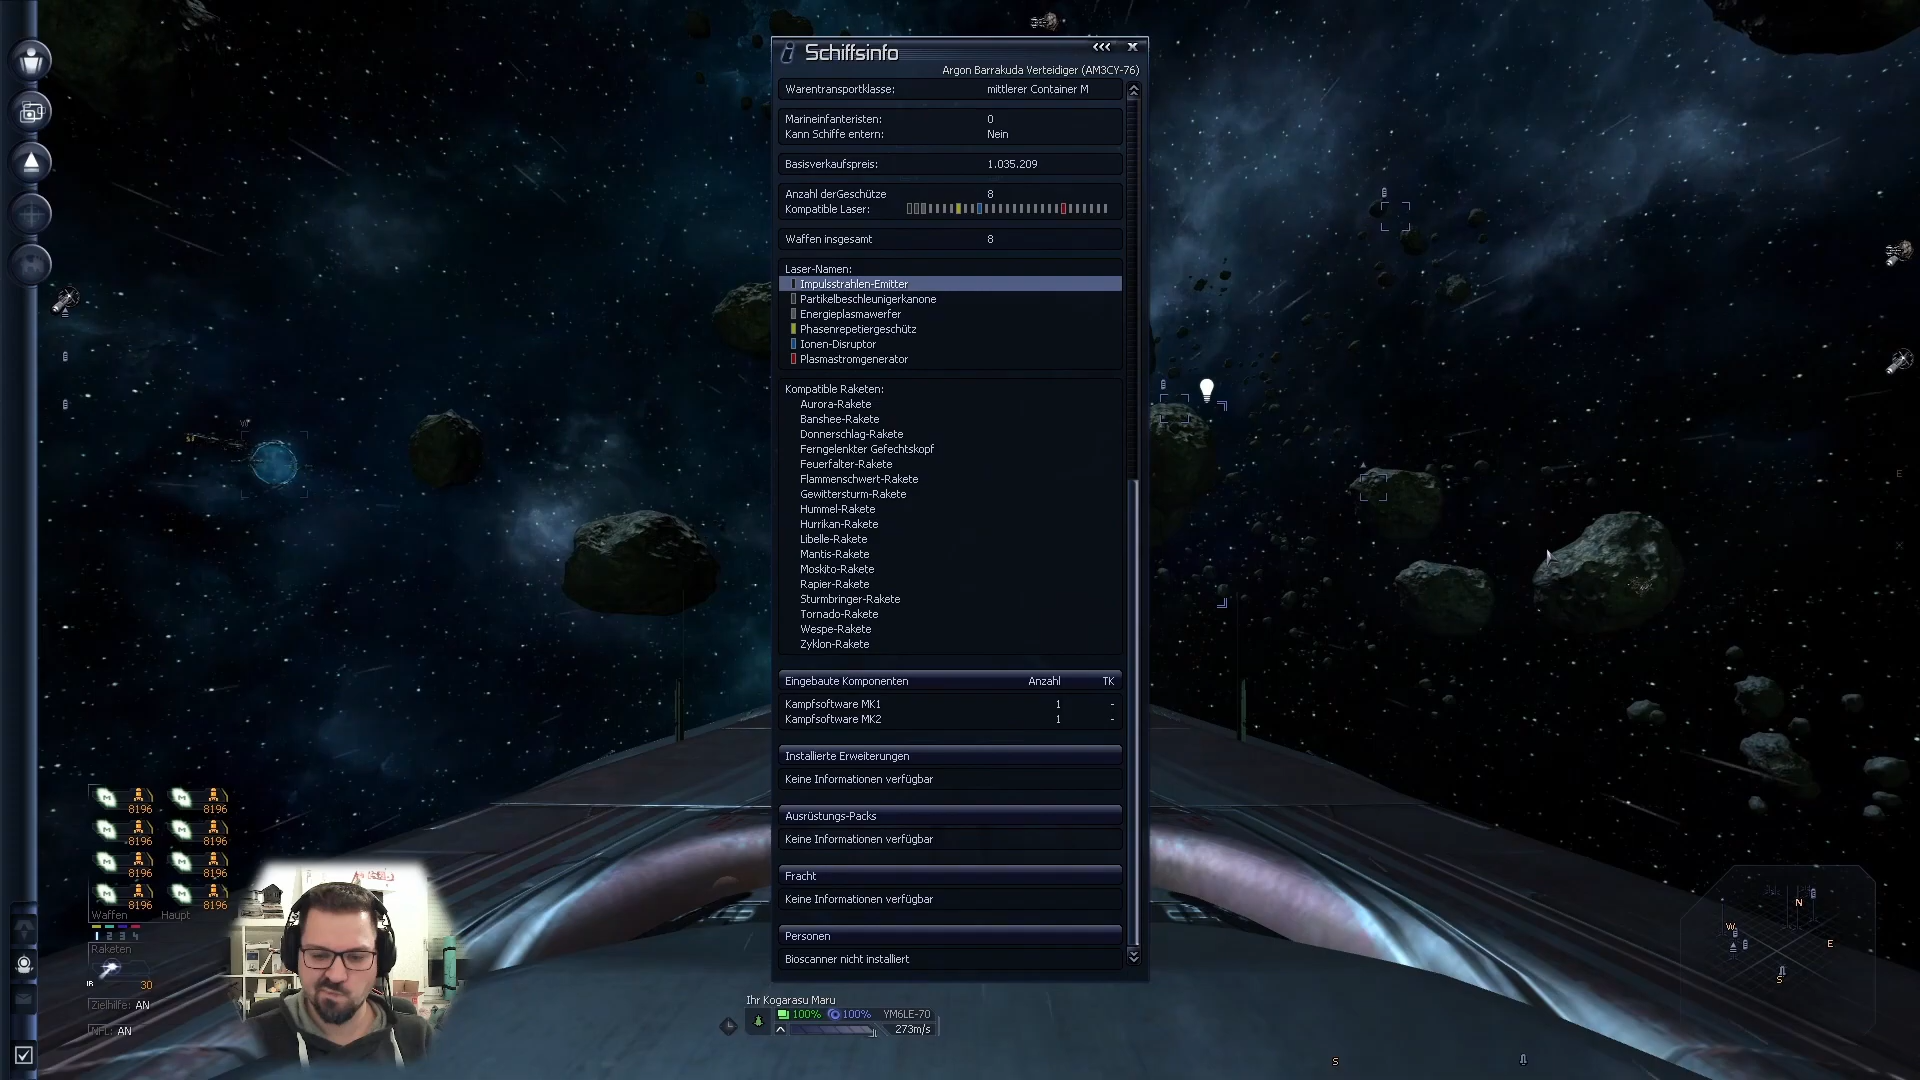 Schiffsinfo
Argon Barrakuda Verteidiger (AM3CY-76)
Warentransportklasse: mittlerer Container M
Marineinfanteristen: 0
Kann Schiffe entern: Nein
Basisverkaufspreis: 1.035.209
Anzahl derGeschütze 8
Kompatible Laser:
Waffen insgesamt 8
Laser-Namen:
Impulsstrahlen-Emitter
Partikelbeschleunigerkanone
Energieplasmawerfer
Phasenrepetiergeschütz
Ionen-Disruptor
Plasmastromgenerator
Kompatible Raketen:
Aurora-Rakete
Banshee-Rakete
Donnerschlag-Rakete
Ferngelenkter Gefechtskopf
Feuerfalter-Rakete
Flammenschwert-Rakete
Gewittersturm-Rakete
Hummel-Rakete
Hurrikan-Rakete
Libelle-Rakete
Mantis-Rakete
Moskito-Rakete
Rapier-Rakete
Sturmbringer-Rakete
Tornado-Rakete
Wespe-Rakete
Zyklon-Rakete
Eingebaute Komponenten Anzahl TK
Kampfsoftware MK1 1 -
Kampfsoftware MK2 1 -
Installierte Erweiterungen
Keine Informationen verfügbar
Ausrüstungs-Packs
Keine Informationen verfügbar
Fracht
Keine Informationen verfügbar
Personen
Bioscanner nicht installiert
W
M 8196 M 8196
M 8196 M 8196
M 8196 M 8196
M 8196 M 8196
Waffen Haupt
1 2 3 4
Raketen
IR 30
Zielhilfe: AN
NFL: AN
Ihr Kogarasu Maru
100% 100% YM6LE-70
273m/s
N
W
E
S
S